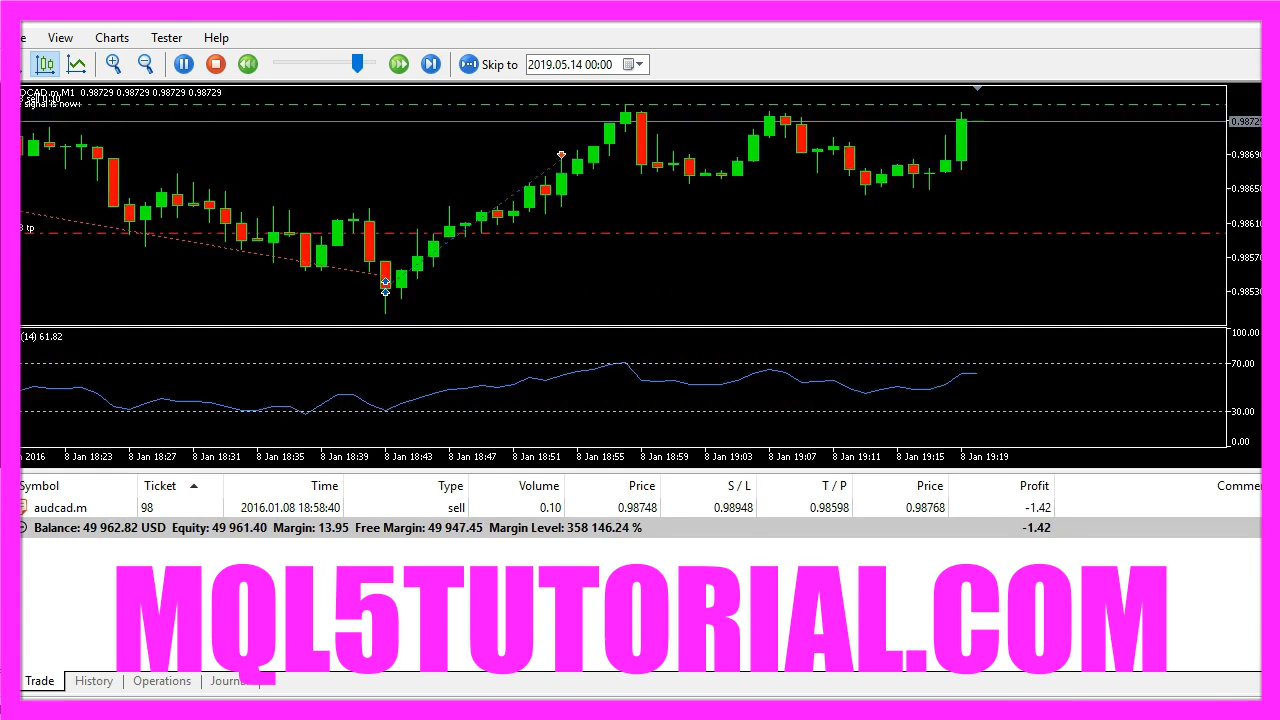 e View Charts Tester Help
Skip to 2019.05.14 00:00
DCAD.m,M1 0.98729 0.98729 0.98729 0.98729
0.98729
0.98690
0.98650
0.98610
3 tp
0.98570
0.98530
(14) 61.82
100.00
70.00
30.00
0.00
2016 8 Jan 18:23 8 Jan 18:27 8 Jan 18:31 8 Jan 18:35 8 Jan 18:39 8 Jan 18:43 8 Jan 18:47 8 Jan 18:51 8 Jan 18:55 8 Jan 18:59 8 Jan 19:03 8 Jan 19:07 8 Jan 19:11 8 Jan 19:15 8 Jan 19:19
Symbol Ticket Time Type Volume Price S / L T / P Price Profit Comme
audcad.m 98 2016.01.08 18:58:40 sell 0.10 0.98748 0.98948 0.98598 0.98768 -1.42
Balance: 49 962.82 USD Equity: 49 961.40 Margin: 13.95 Free Margin: 49 947.45 Margin Level: 358 146.24 % -1.42
MQL5TUTORIAL.COM
Trade History Operations Journ